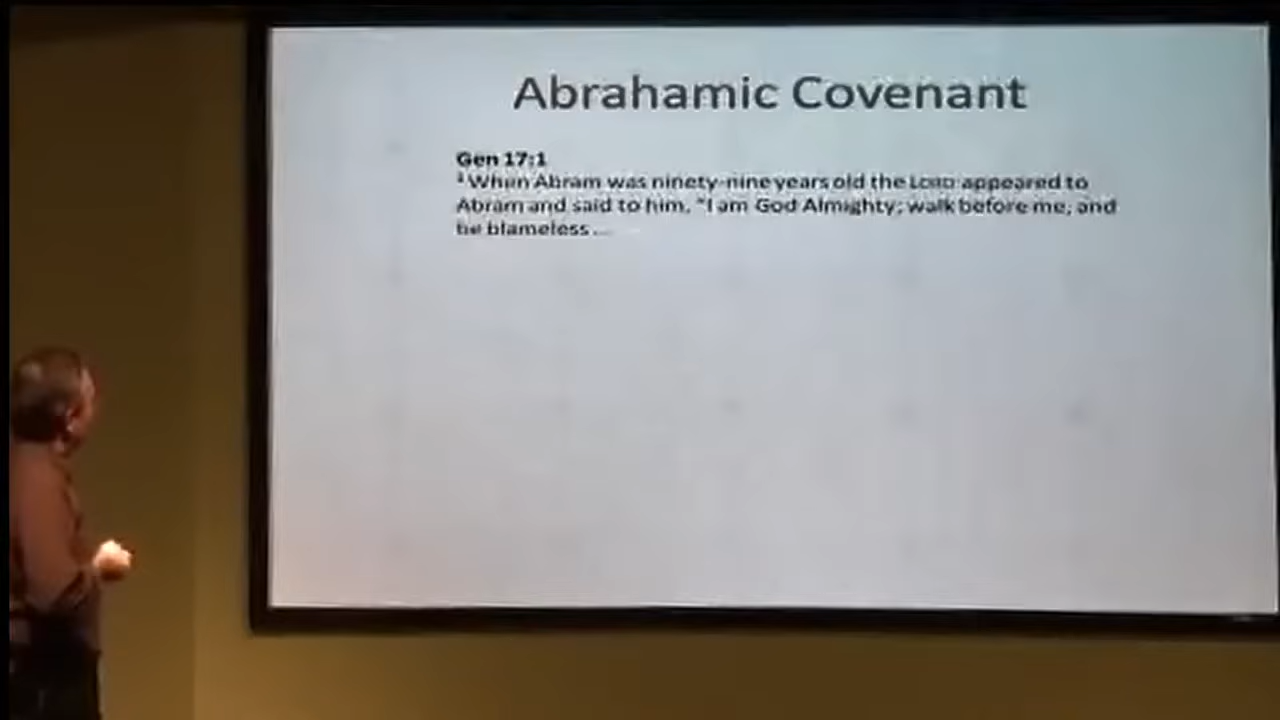 Abrahamic Covenant
Gen 17:1
¹ When Abram was ninety-nine years old the LORD appeared to
Abram and said to him, "I am God Almighty; walk before me, and
be blameless ...